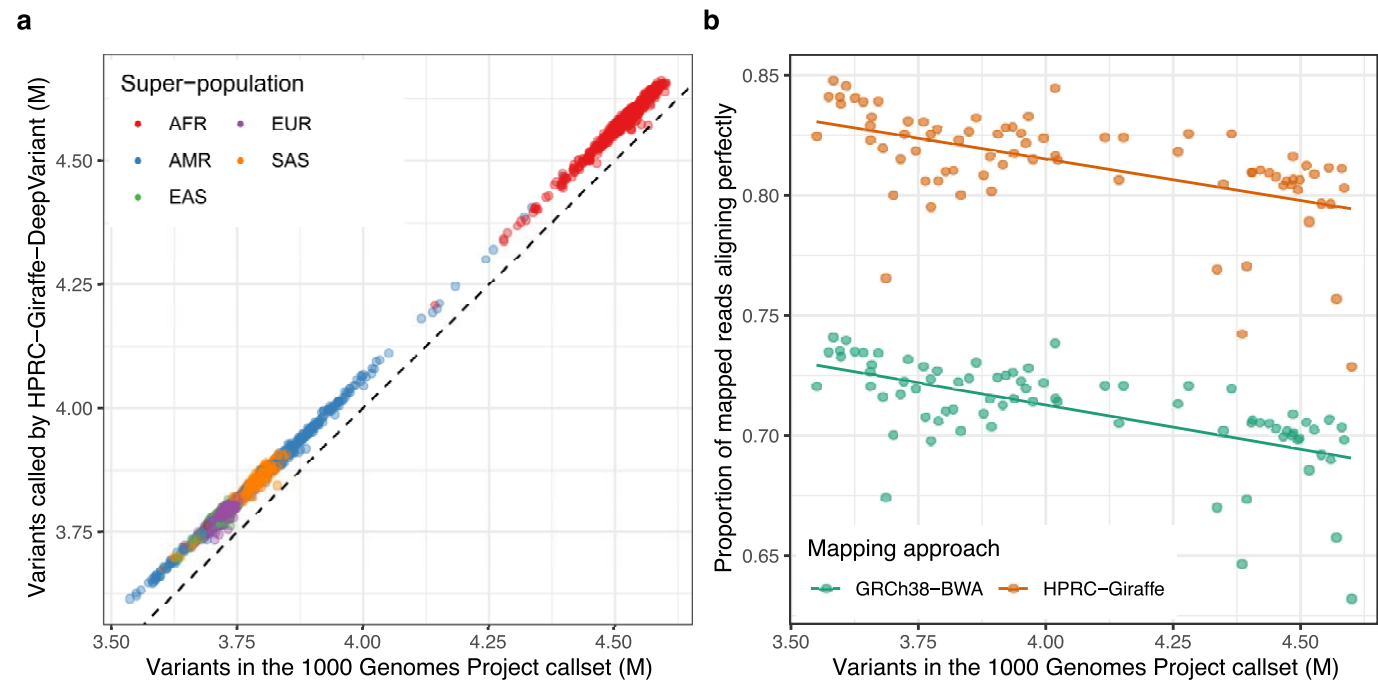 a
Variants called by HPRC−Giraffe−DeepVariant (M)
Super−population
AFR
EUR
AMR
SAS
EAS
4.50
4.25
4.00
3.75
3.50
3.75
4.00
4.25
4.50
Variants in the 1000 Genomes Project callset (M)
b
Proportion of mapped reads aligning perfectly
0.85
0.80
0.75
0.70
0.65
Mapping approach
GRCh38−BWA
HPRC−Giraffe
3.50
3.75
4.00
4.25
4.50
Variants in the 1000 Genomes Project callset (M)